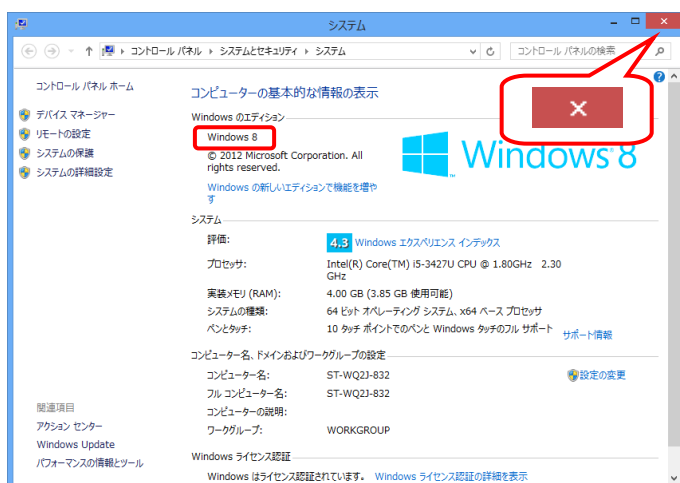 システム
コントロール パネル ▸ システムとセキュリティ ▸ システム
コントロール パネルの検索
コントロール パネル ホーム
デバイス マネージャー
リモートの設定
システムの保護
システムの詳細設定
コンピューターの基本的な情報の表示
Windows のエディション
Windows 8
© 2012 Microsoft Corporation. All
rights reserved.
Windows の新しいエディションで機能を増や
す
Windows 8
システム
評価:
4.3 Windows エクスペリエンス インデックス
プロセッサ:
Intel(R) Core(TM) i5-3427U CPU @ 1.80GHz 2.30
GHz
実装メモリ (RAM):
4.00 GB (3.85 GB 使用可能)
システムの種類:
64 ビット オペレーティング システム、x64 ベース プロセッサ
ペンとタッチ:
10 タッチ ポイントでのペンと Windows タッチのフル サポート
サポート情報
コンピューター名、ドメインおよびワークグループの設定
コンピューター名:
ST-WQ2J-832
設定の変更
フル コンピューター名:
ST-WQ2J-832
コンピューターの説明:
ワークグループ:
WORKGROUP
Windows ライセンス認証
Windows はライセンス認証されています。 Windows ライセンス認証の詳細を表示
関連項目
アクション センター
Windows Update
パフォーマンスの情報とツール